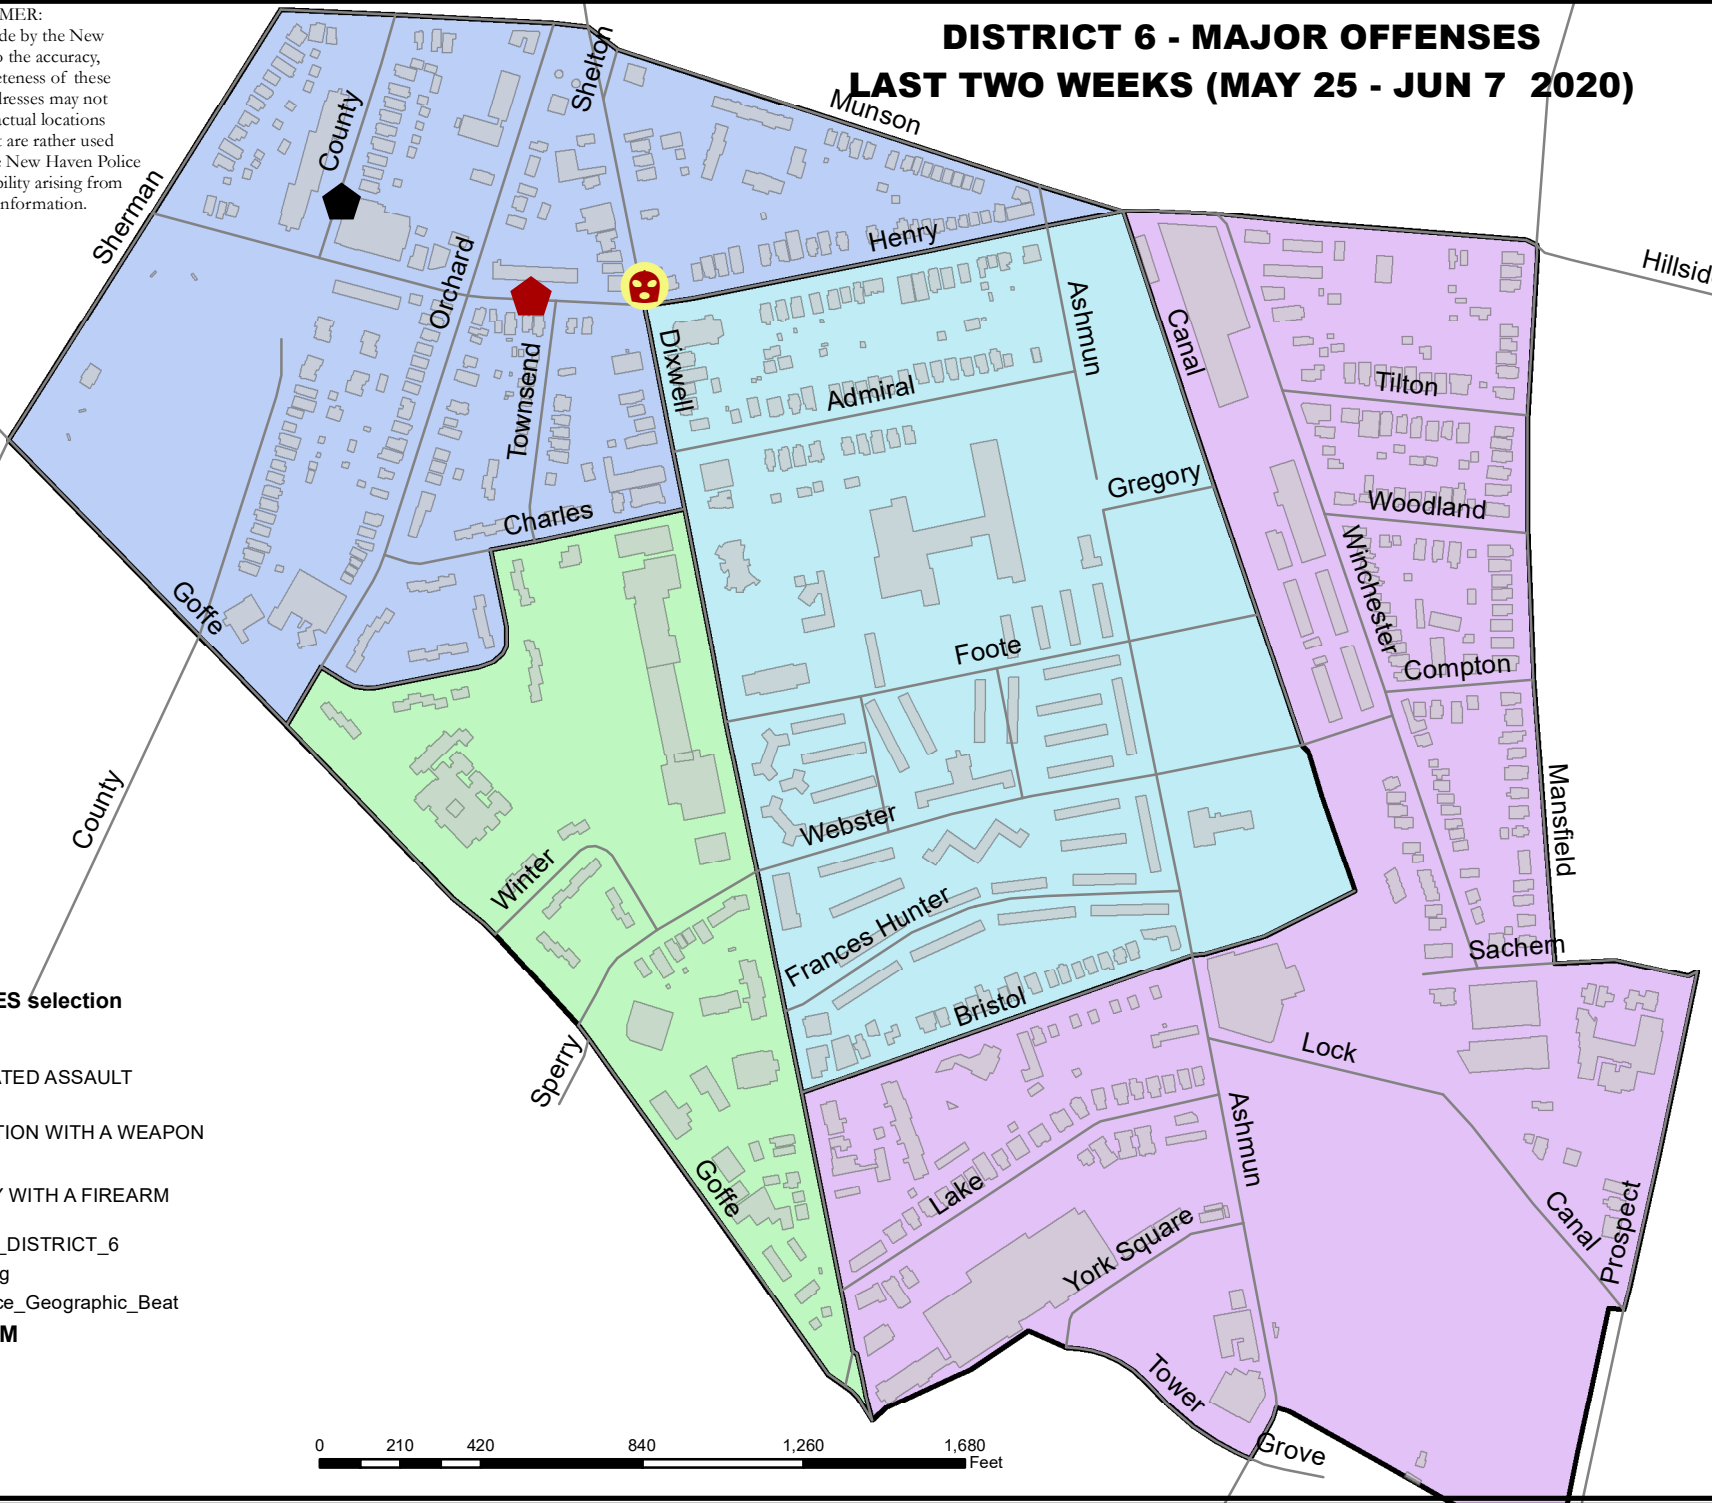 DISTRICT 6 - MAJOR OFFENSES
LAST TWO WEEKS (MAY 25 - JUN 7 2020)
MER:
de by the New
o the accuracy,
eteness of these
dresses may not
actual locations
t are rather used
e New Haven Police
bility arising from
nformation.
Shelton
Munson
County
Sherman
Henry
Orchard
Hillsid
Ashmun
Canal
Dixwell
Townsend
Admiral
Tilton
Gregory
Woodland
Charles
Winchester
Goffe
Foote
Compton
County
Mansfield
Webster
Winter
Frances Hunter
Sachem
Bristol
Sperry
Lock
Ashmun
Goffe
Lake
Canal
Prospect
York Square
Tower
Grove
ES selection
ATED ASSAULT
TION WITH A WEAPON
Y WITH A FIREARM
_DISTRICT_6
g
ce_Geographic_Beat
M
0 210 420 840 1,260 1,680
Feet